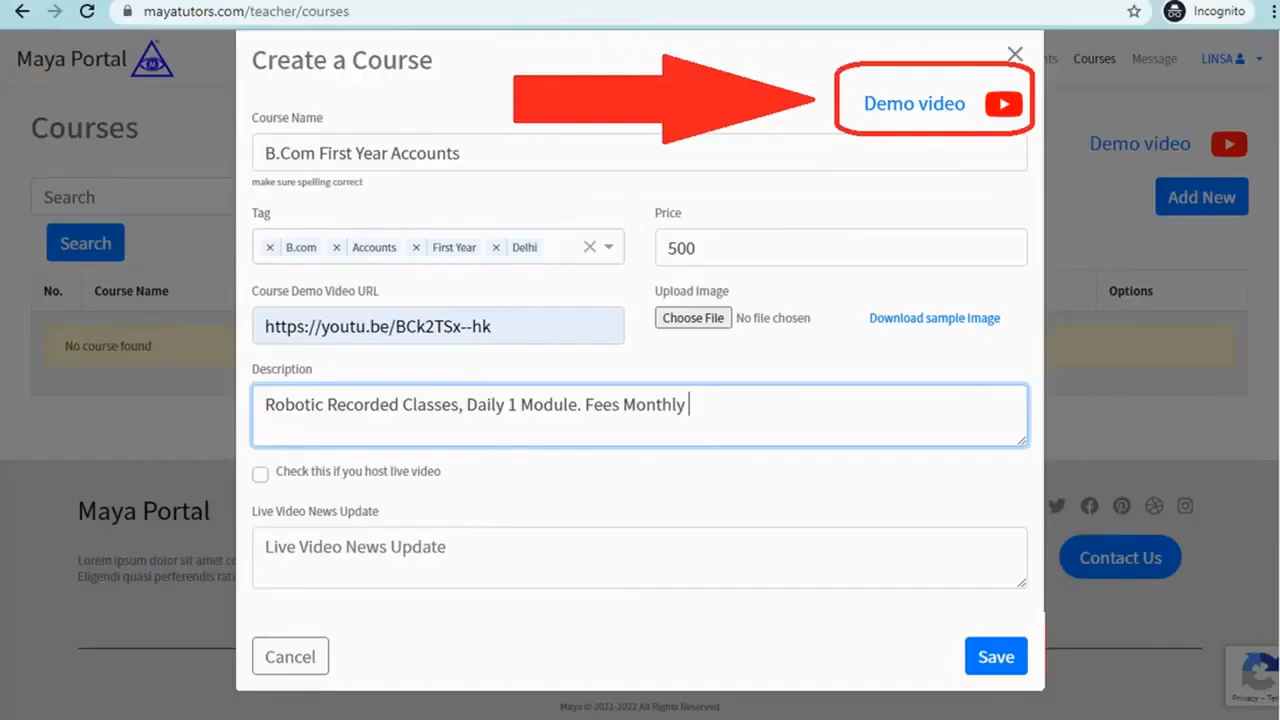 mayatutors.com/teacher/courses
Incognito
Maya Portal
Create a Course
Courses
Message
LINSA
Demo video
Courses
Course Name
B.Com First Year Accounts
make sure spelling correct
Demo video
Search
Add New
Tag
Price
× B.com × Accounts × First Year × Delhi
500
Search
No.
Course Name
Course Demo Video URL
Upload Image
Options
https://youtu.be/BCk2TSx--hk
Choose File No file chosen
Download sample Image
No course found
Description
Robotic Recorded Classes, Daily 1 Module. Fees Monthly
Check this if you host live video
Maya Portal
Live Video News Update
Live Video News Update
Lorem ipsum dolor sit amet
Eligendi quasi perferendis
Contact Us
Cancel
Save
Privacy
Maya © 2021-2022 All Rights Reserved